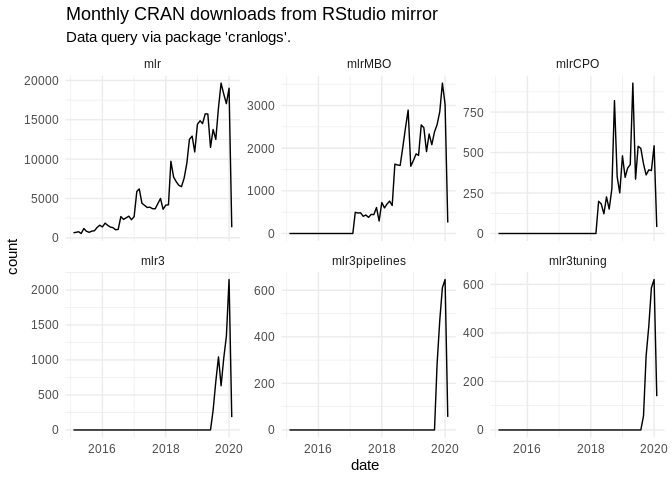 Monthly CRAN downloads from RStudio mirror
Data query via package 'cranlogs'.
mlr
mlrMBO
mlrCPO
20000
15000
10000
5000
0
3000
2000
1000
0
750
500
250
0
count
mlr3
mlr3pipelines
mlr3tuning
2000
1500
1000
500
0
600
400
200
0
600
400
200
0
2016 2018 2020
2016 2018 2020
2016 2018 2020
date